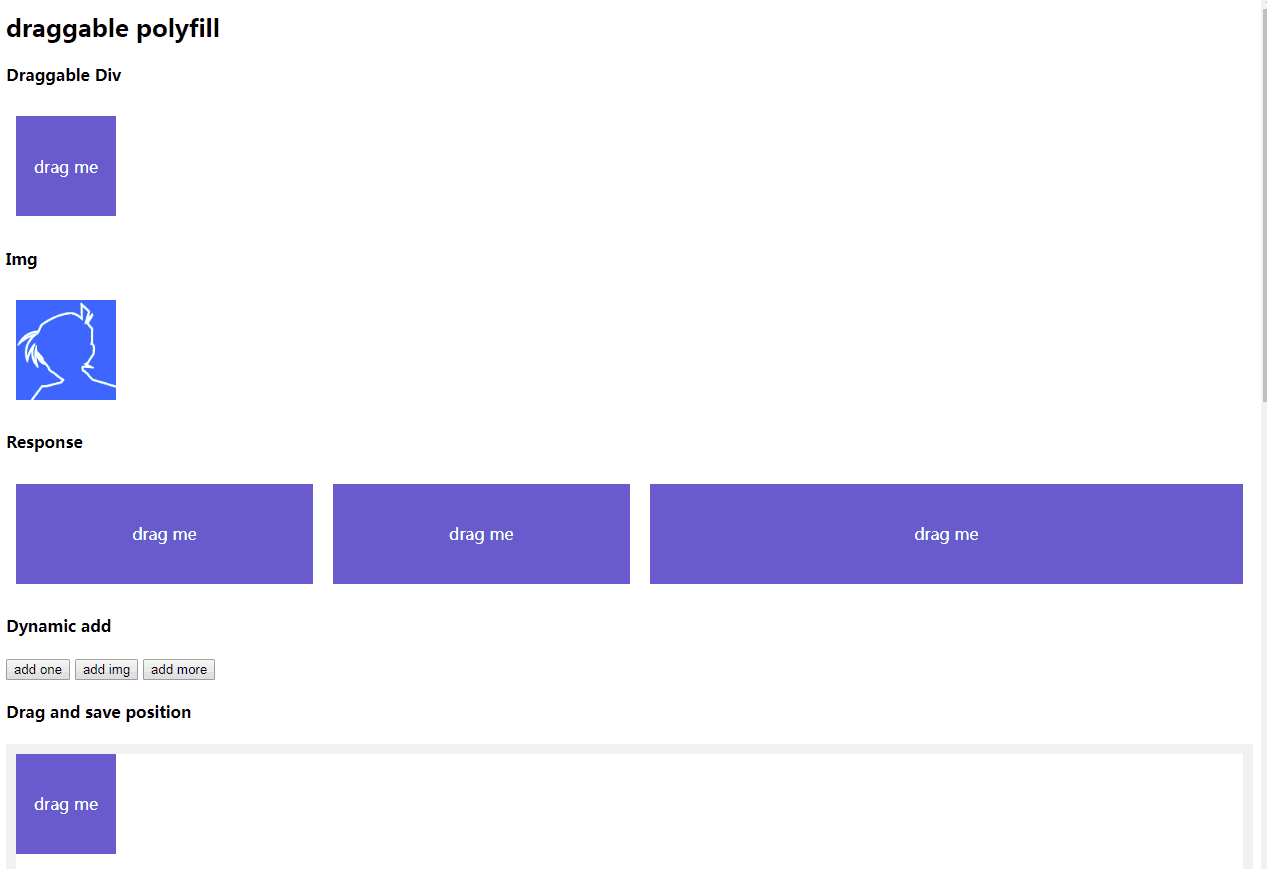 draggable polyfill
Draggable Div
drag me
Img
Response
drag me drag me drag me
Dynamic add
add one add img add more
Drag and save position
drag me